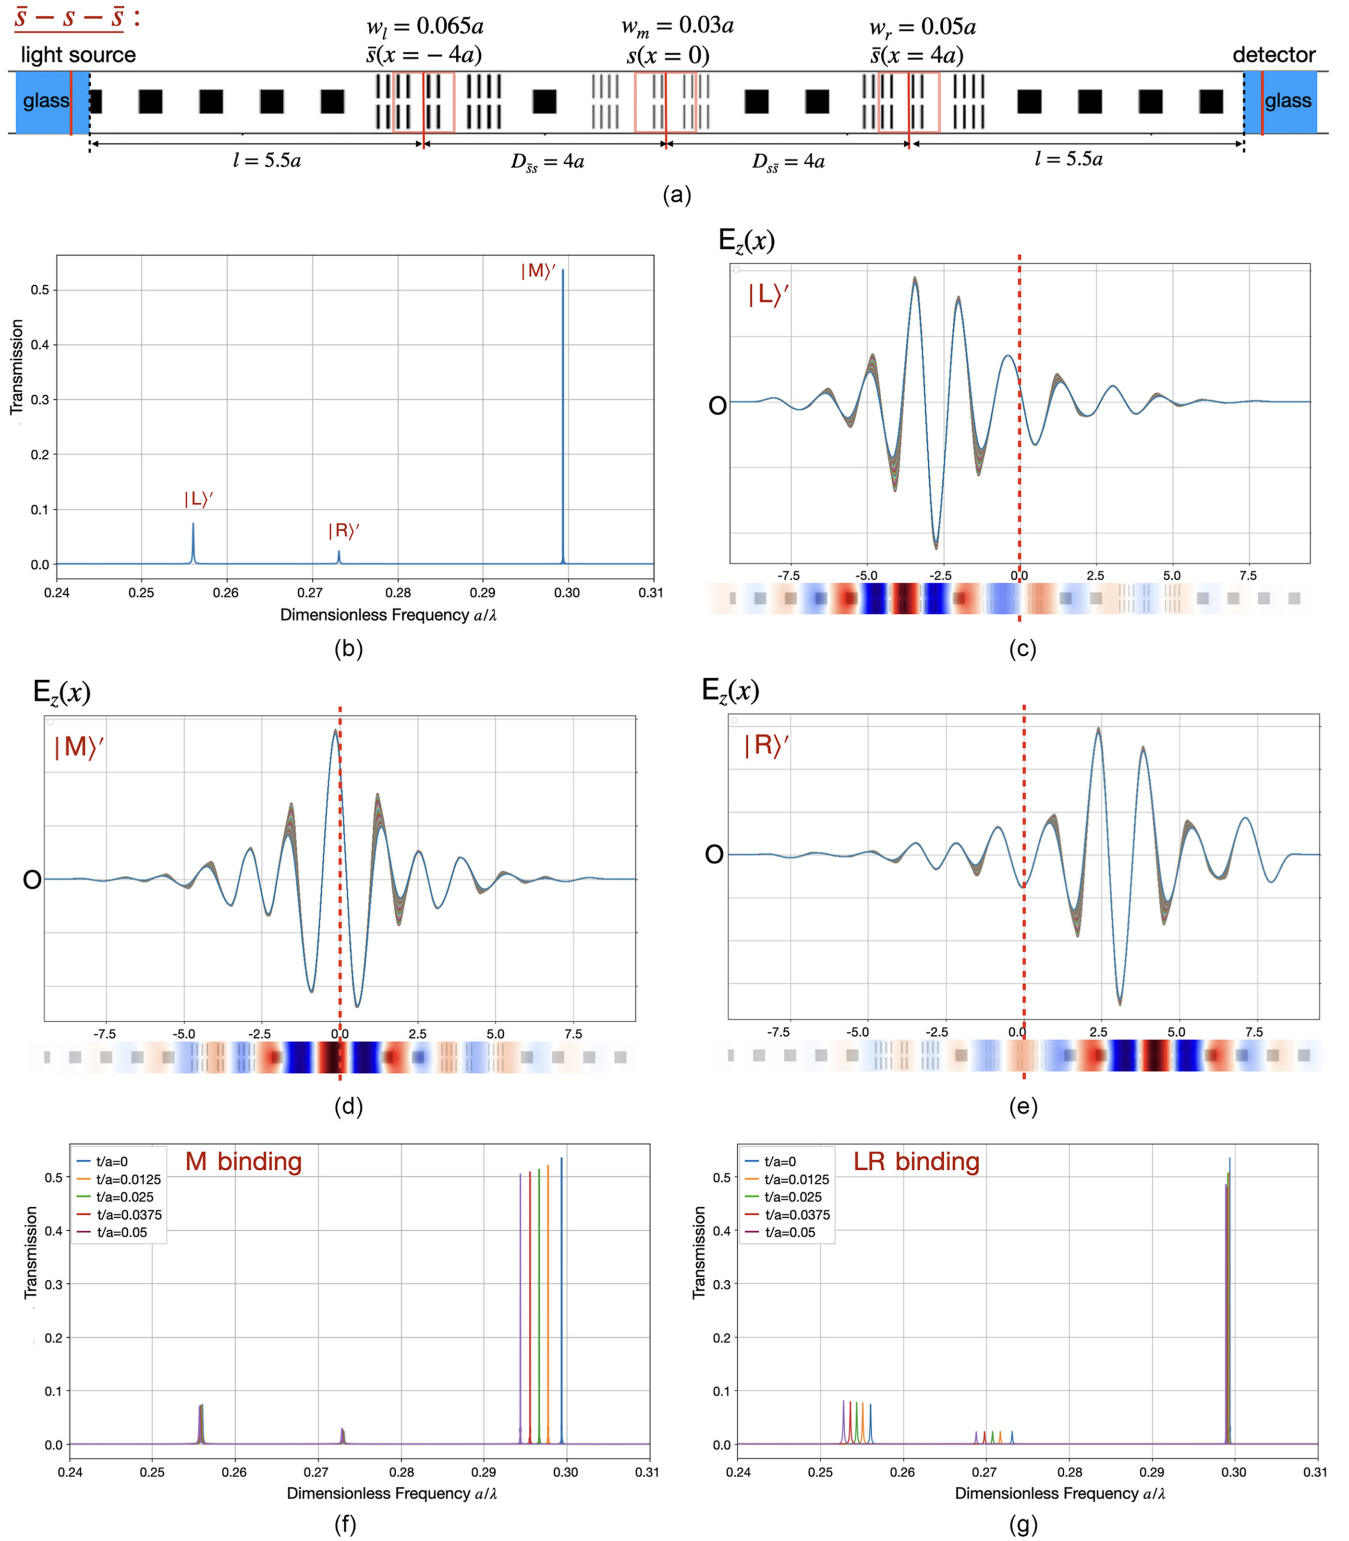 s̄ − s − s̄ :
light source
w_l = 0.065a
s̄(x = − 4a)
w_m = 0.03a
s(x = 0)
w_r = 0.05a
s̄(x = 4a)
detector
glass
glass
l = 5.5a
D_s̄s = 4a
D_ss̄ = 4a
l = 5.5a
(a)
Transmission
0.5
0.4
0.3
0.2
0.1
0.0
|L⟩′
|R⟩′
|M⟩′
0.24 0.25 0.26 0.27 0.28 0.29 0.30 0.31
Dimensionless Frequency a/λ
(b)
E_z(x)
|L⟩′
O
-7.5 -5.0 -2.5 0.0 2.5 5.0 7.5
(c)
E_z(x)
|M⟩′
O
-7.5 -5.0 -2.5 0.0 2.5 5.0 7.5
(d)
E_z(x)
|R⟩′
O
-7.5 -5.0 -2.5 0.0 2.5 5.0 7.5
(e)
M binding
t/a=0
t/a=0.0125
t/a=0.025
t/a=0.0375
t/a=0.05
Transmission
0.5
0.4
0.3
0.2
0.1
0.0
0.24 0.25 0.26 0.27 0.28 0.29 0.30 0.31
Dimensionless Frequency a/λ
(f)
LR binding
t/a=0
t/a=0.0125
t/a=0.025
t/a=0.0375
t/a=0.05
Transmission
0.5
0.4
0.3
0.2
0.1
0.0
0.24 0.25 0.26 0.27 0.28 0.29 0.30 0.31
Dimensionless Frequency a/λ
(g)